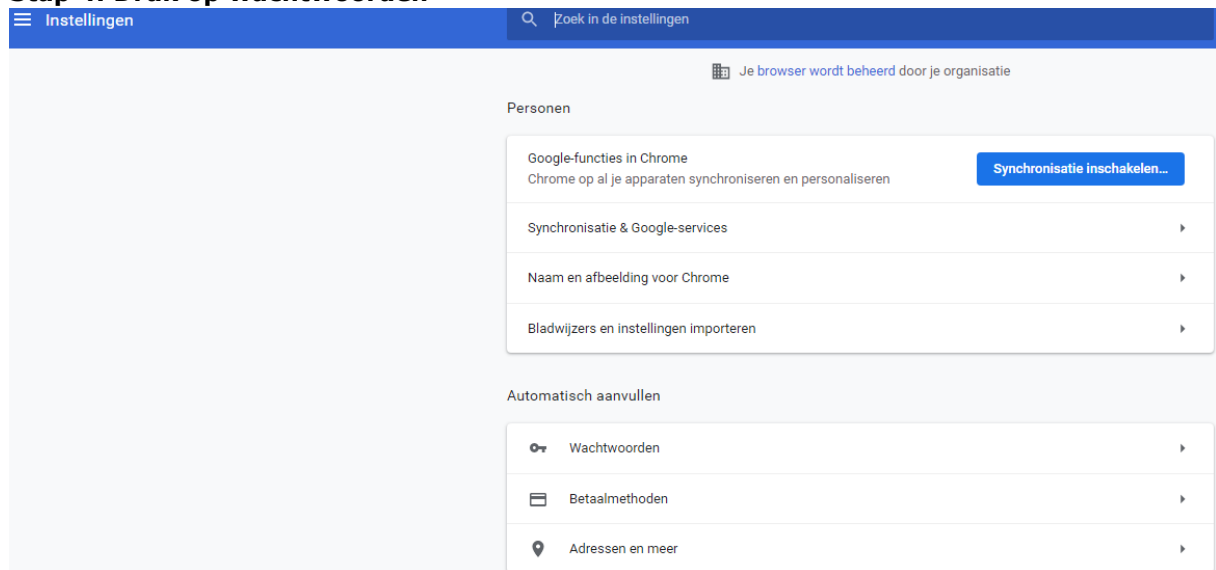 Instellingen
Zoek in de instellingen
Je browser wordt beheerd door je organisatie
Personen
Google-functies in Chrome
Chrome op al je apparaten synchroniseren en personaliseren
Synchronisatie inschakelen...
Synchronisatie & Google-services
Naam en afbeelding voor Chrome
Bladwijzers en instellingen importeren
Automatisch aanvullen
Wachtwoorden
Betaalmethoden
Adressen en meer